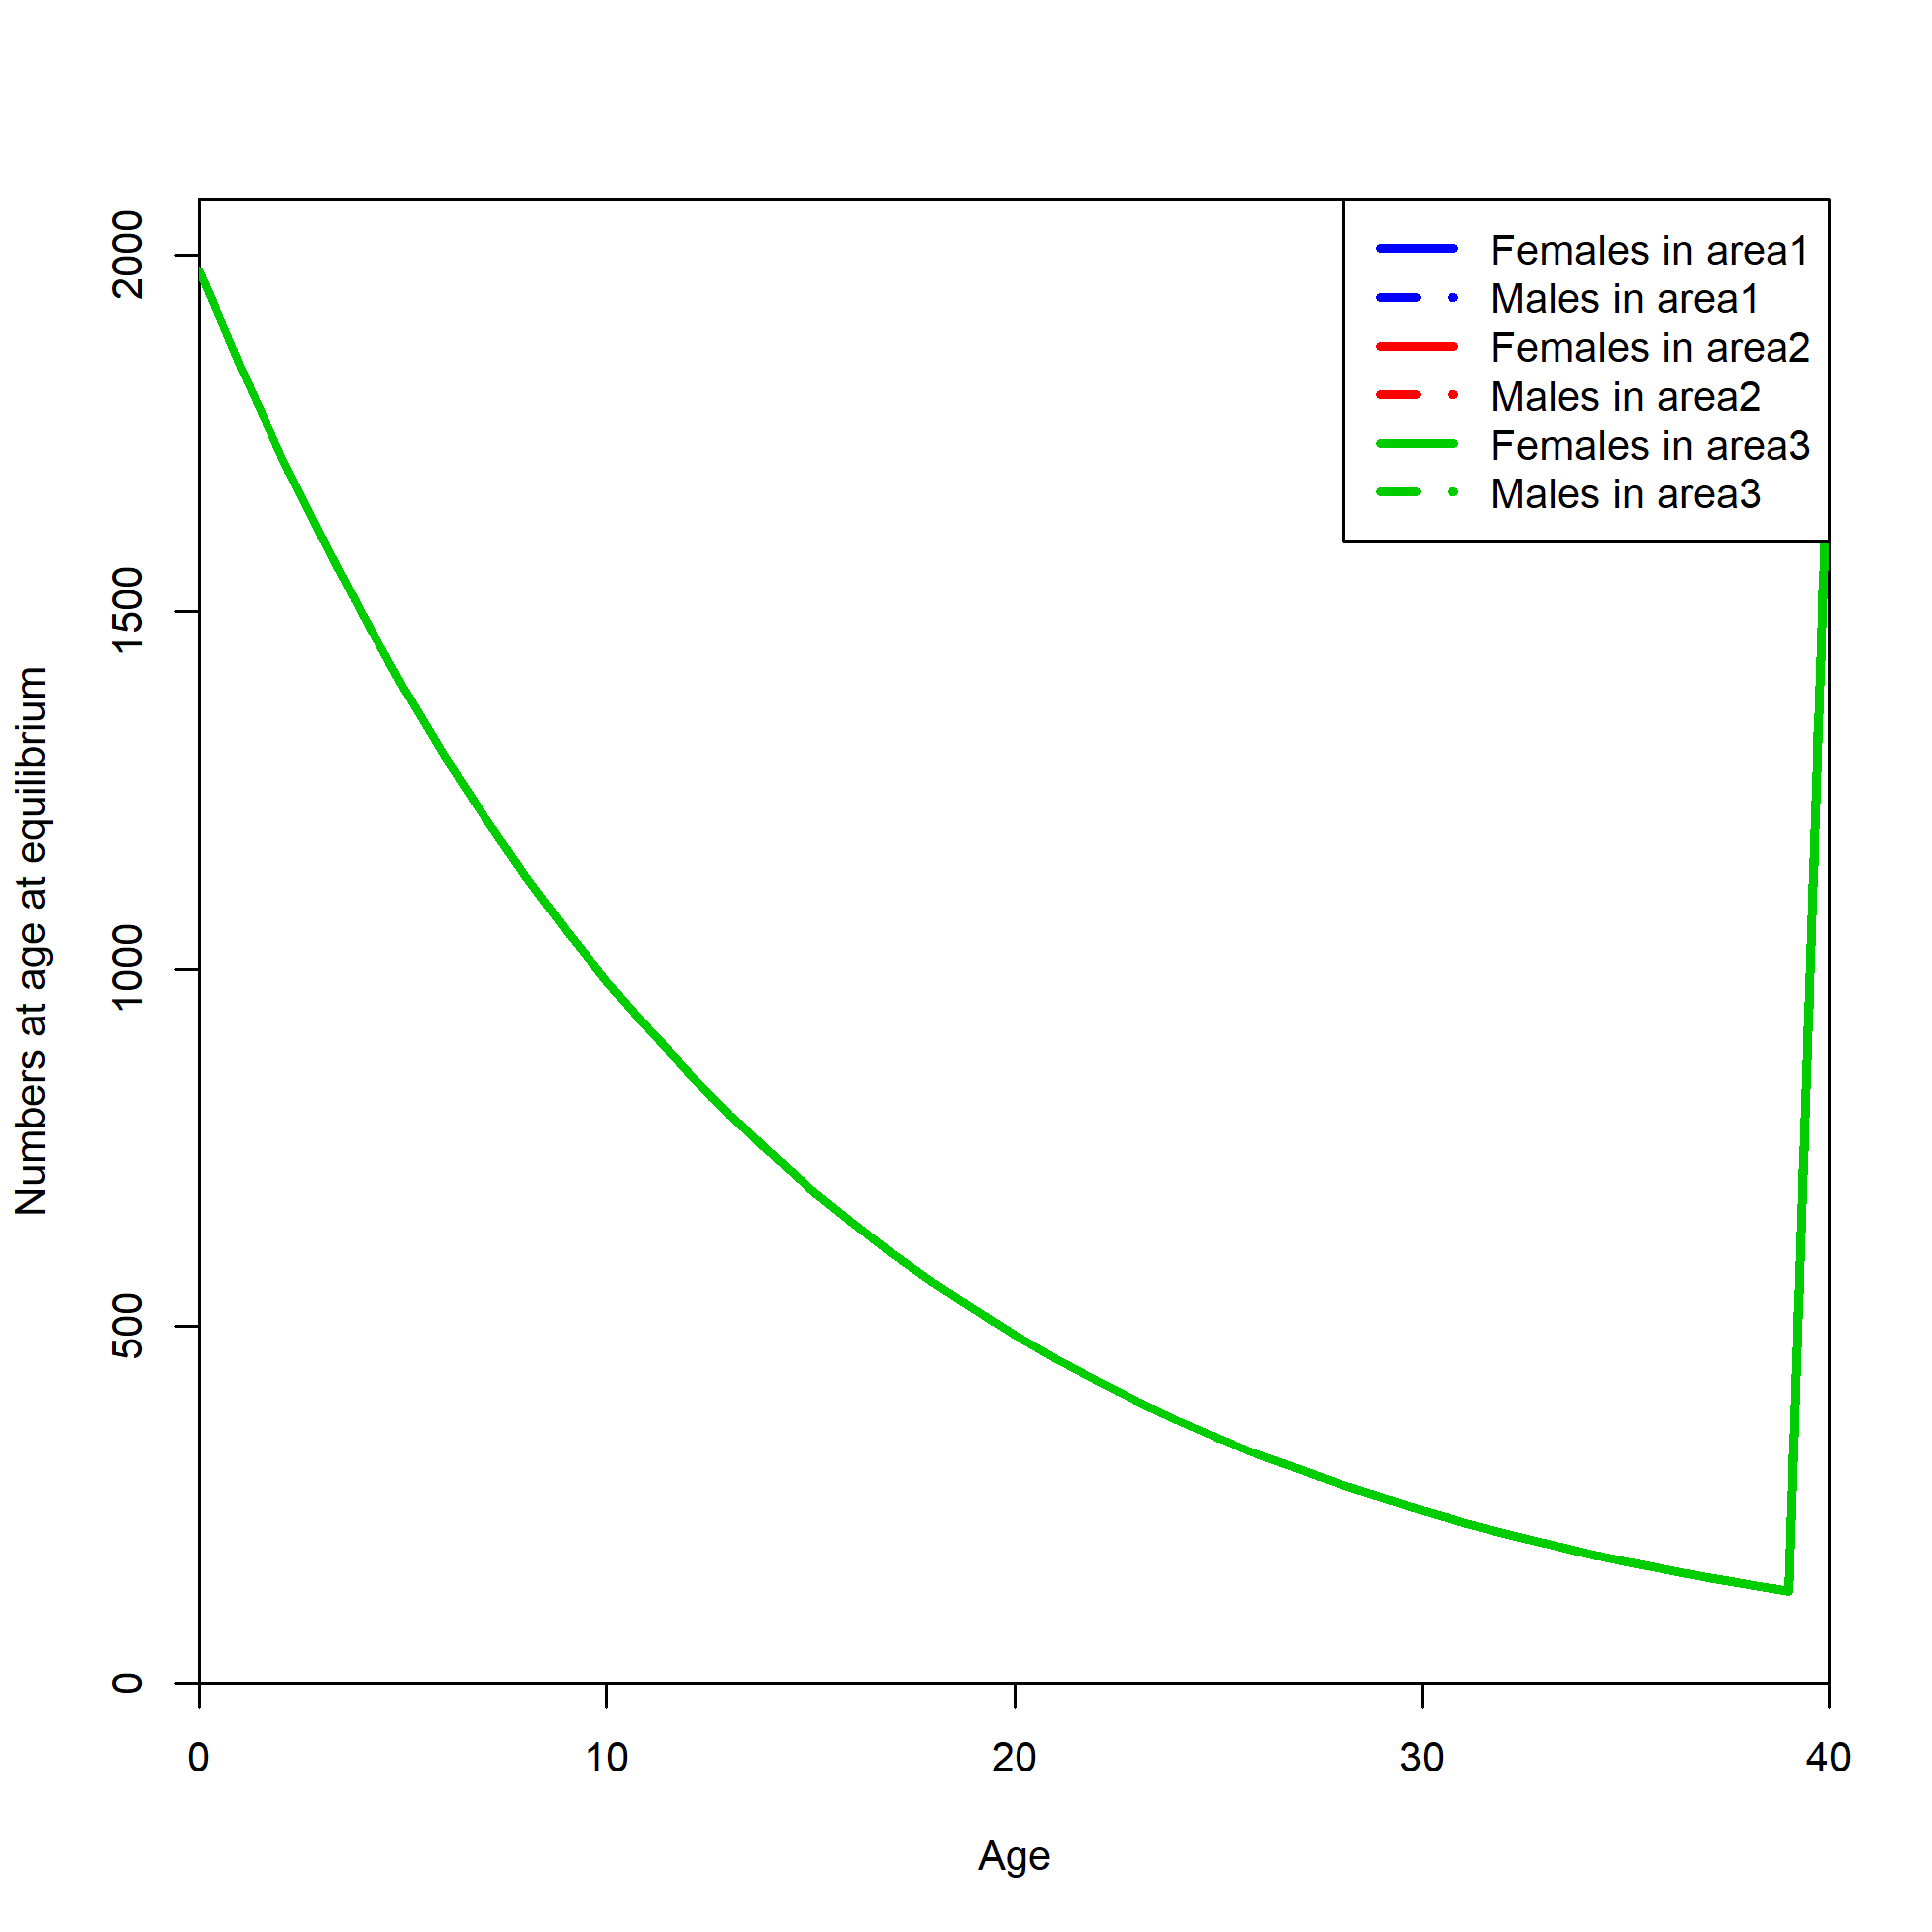 Females in area1
Males in area1
Females in area2
Males in area2
Females in area3
Males in area3
Numbers at age at equilibrium
2000
1500
1000
500
0
0 10 20 30 40
Age